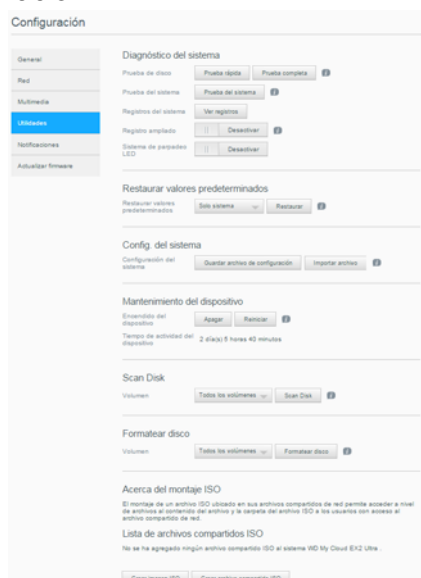 Configuración
General
Red
Multimedia
Utilidades
Notificaciones
Actualizar firmware
Diagnóstico del sistema
Prueba de disco Prueba rápida Prueba completa
Prueba del sistema Prueba del sistema
Registros del sistema Ver registros
Registro ampliado Desactivar
Sistema de parpadeo LED Desactivar
Restaurar valores predeterminados
Restaurar valores predeterminados Solo sistema Restaurar
Config. del sistema
Configuración del sistema Guardar archivo de configuración Importar archivo
Mantenimiento del dispositivo
Encendido del dispositivo Apagar Reiniciar
Tiempo de actividad del dispositivo 2 día(s) 5 horas 43 minutos
Scan Disk
Volumen Todos los volúmenes Scan Disk
Formatear disco
Volumen Todos los volúmenes Formatear disco
Acerca del montaje ISO
El montaje de un archivo ISO ubicado en sus archivos compartidos de red permite acceder a nivel
de archivos al contenido del archivo y la carpeta del archivo ISO a los usuarios con acceso al
archivo compartido de red.
Lista de archivos compartidos ISO
No se ha agregado ningún archivo compartido ISO al sistema WD My Cloud EX2 Ultra .